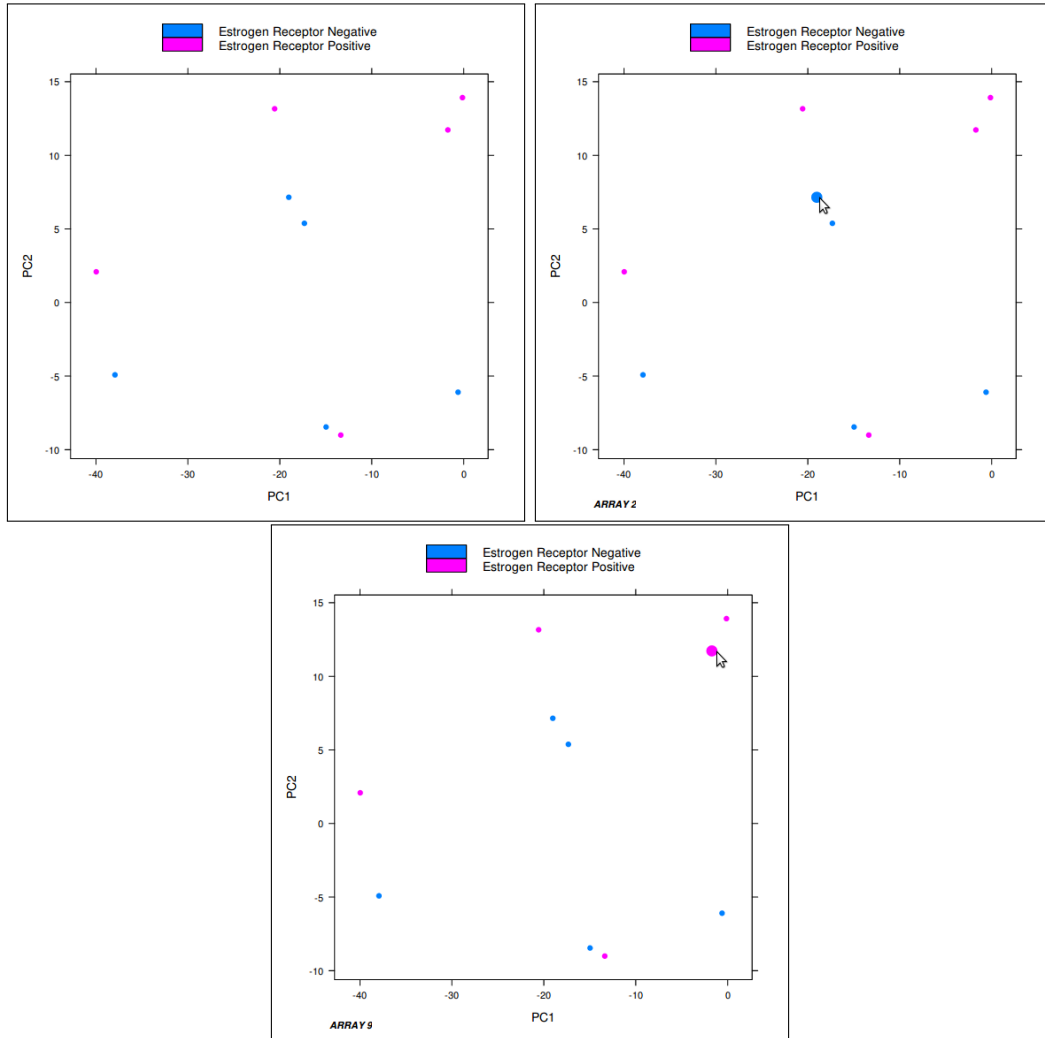 Estrogen Receptor Negative
Estrogen Receptor Positive
15
10
5
0
-5
-10
PC2
-40
-30
-20
-10
0
PC1
Estrogen Receptor Negative
Estrogen Receptor Positive
15
10
5
0
-5
-10
PC2
-40
-30
-20
-10
0
PC1
ARRAY 2
Estrogen Receptor Negative
Estrogen Receptor Positive
15
10
5
0
-5
-10
PC2
-40
-30
-20
-10
0
PC1
ARRAY 9